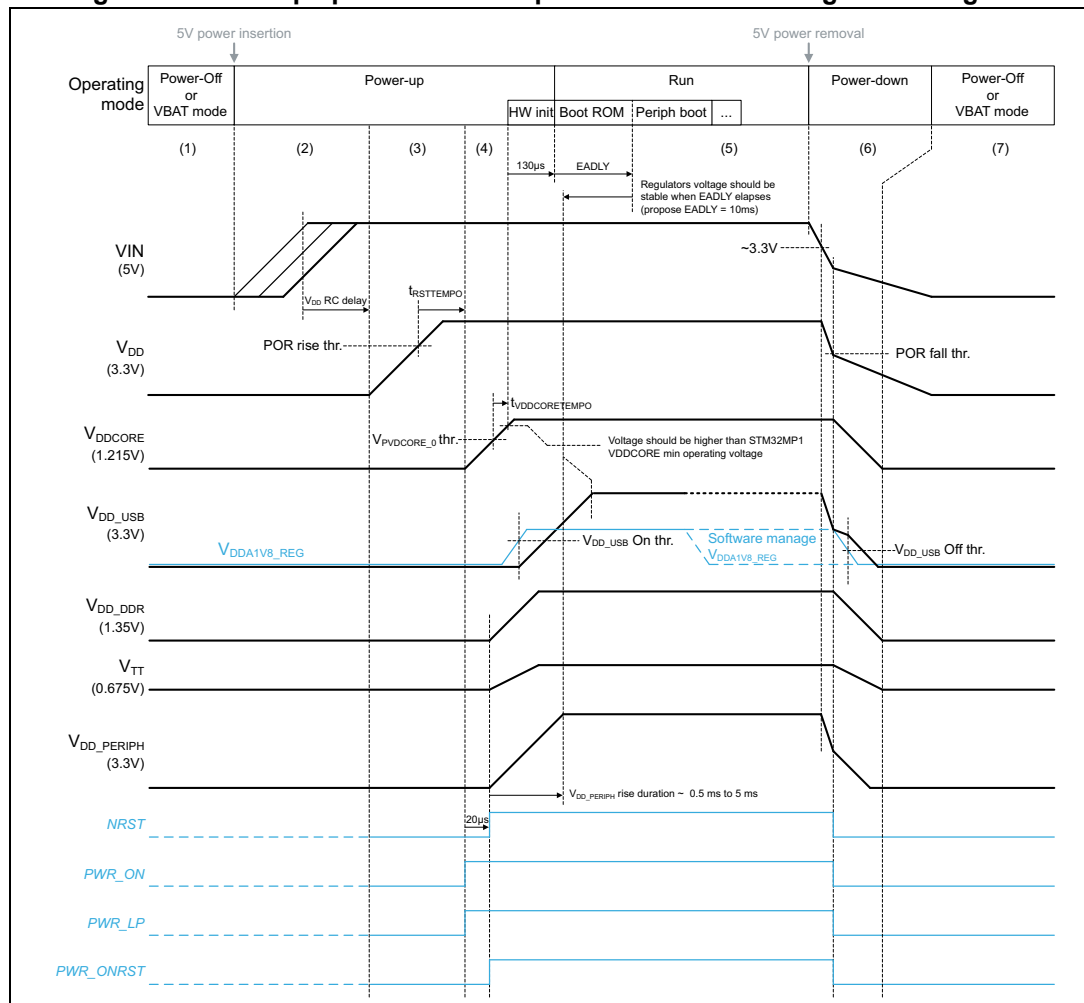 5V power insertion
5V power removal
Operating mode
Power-Off or VBAT mode
Power-up
Run
Power-down
Power-Off or VBAT mode
HW init
Boot ROM
Periph boot
...
(1)
(2)
(3)
(4)
(5)
(6)
(7)
130µs
EADLY
Regulators voltage should be
stable when EADLY elapses
(propose EADLY = 10ms)
VIN
(5V)
~3.3V
VDD RC delay
tRSTTEMPO
VDD
(3.3V)
POR rise thr.
POR fall thr.
tVDDCORETEMPO
VDDCORE
(1.215V)
VPVDCORE_0 thr.
Voltage should be higher than STM32MP1
VDDCORE min operating voltage
VDD_USB
(3.3V)
VDDA1V8_REG
VDD_USB On thr.
Software manage
VDDA1V8_REG
VDD_USB Off thr.
VDD_DDR
(1.35V)
VTT
(0.675V)
VDD_PERIPH
(3.3V)
VDD_PERIPH rise duration ~ 0.5 ms to 5 ms
20µs
NRST
PWR_ON
PWR_LP
PWR_ONRST